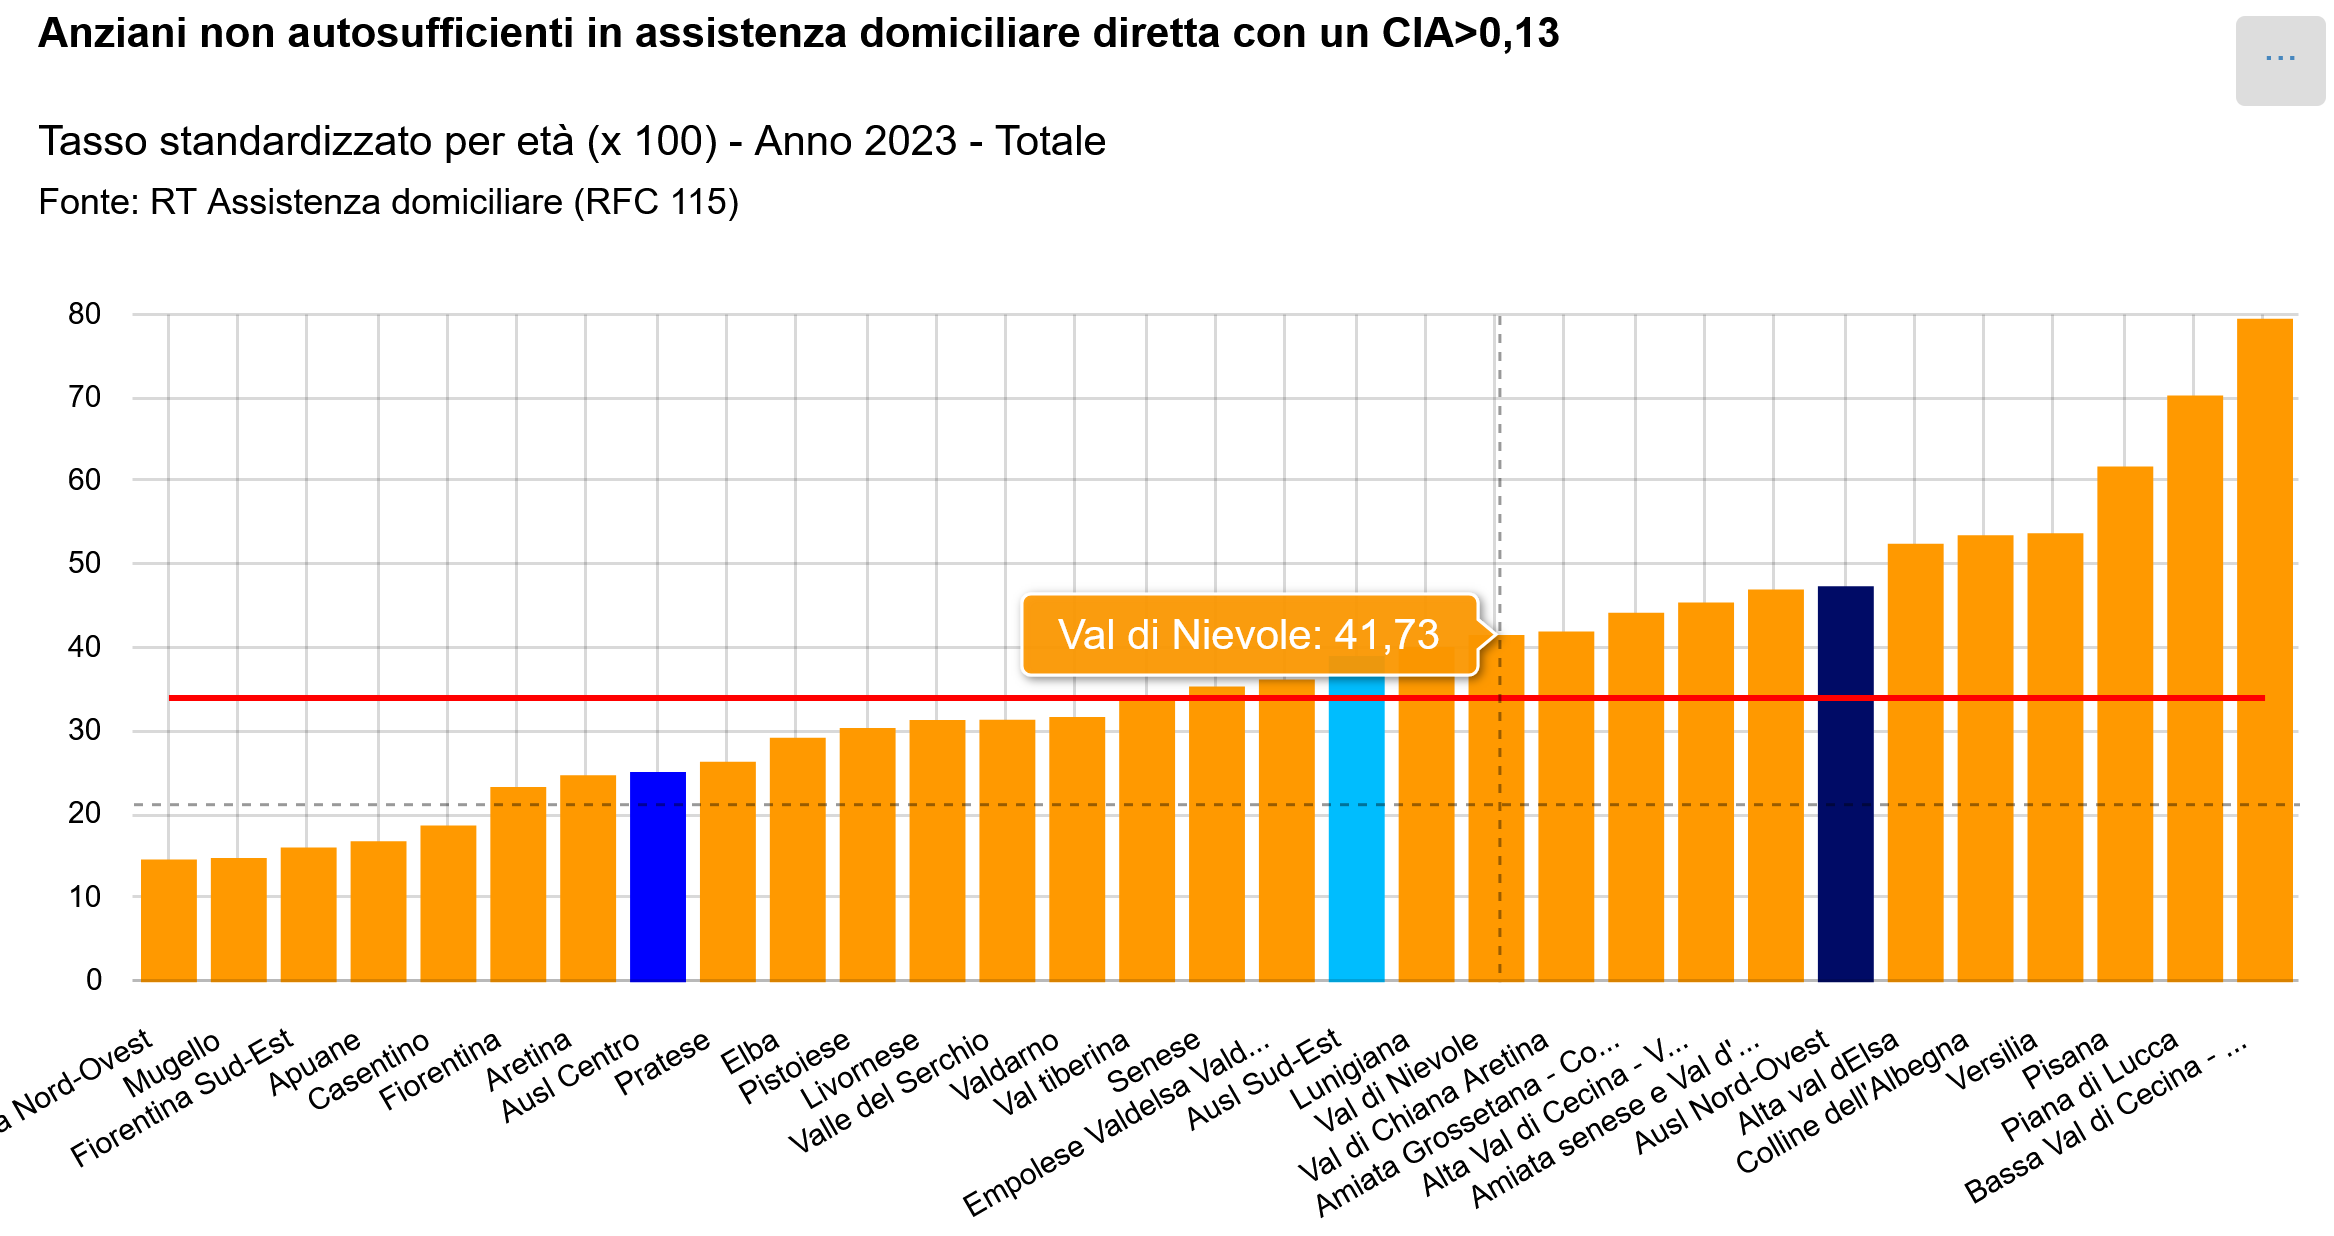 Anziani non autosufficienti in assistenza domiciliare diretta con un CIA>0,13
...
Tasso standardizzato per età (x 100) - Anno 2023 - Totale
Fonte: RT Assistenza domiciliare (RFC 115)
80
70
60
50
40
30
20
10
0
Val di Nievole: 41,73
a Nord-Ovest
Mugello
Fiorentina Sud-Est
Apuane
Casentino
Fiorentina
Aretina
Ausl Centro
Pratese
Elba
Pistoiese
Livornese
Valle del Serchio
Valdarno
Val tiberina
Senese
Empolese Valdelsa Vald...
Ausl Sud-Est
Lunigiana
Val di Nievole
Val di Chiana Aretina
Amiata Grossetana - Co...
Alta Val di Cecina - V...
Amiata senese e Val d'...
Ausl Nord-Ovest
Alta val dElsa
Colline dell'Albegna
Versilia
Pisana
Piana di Lucca
Bassa Val di Cecina - ...